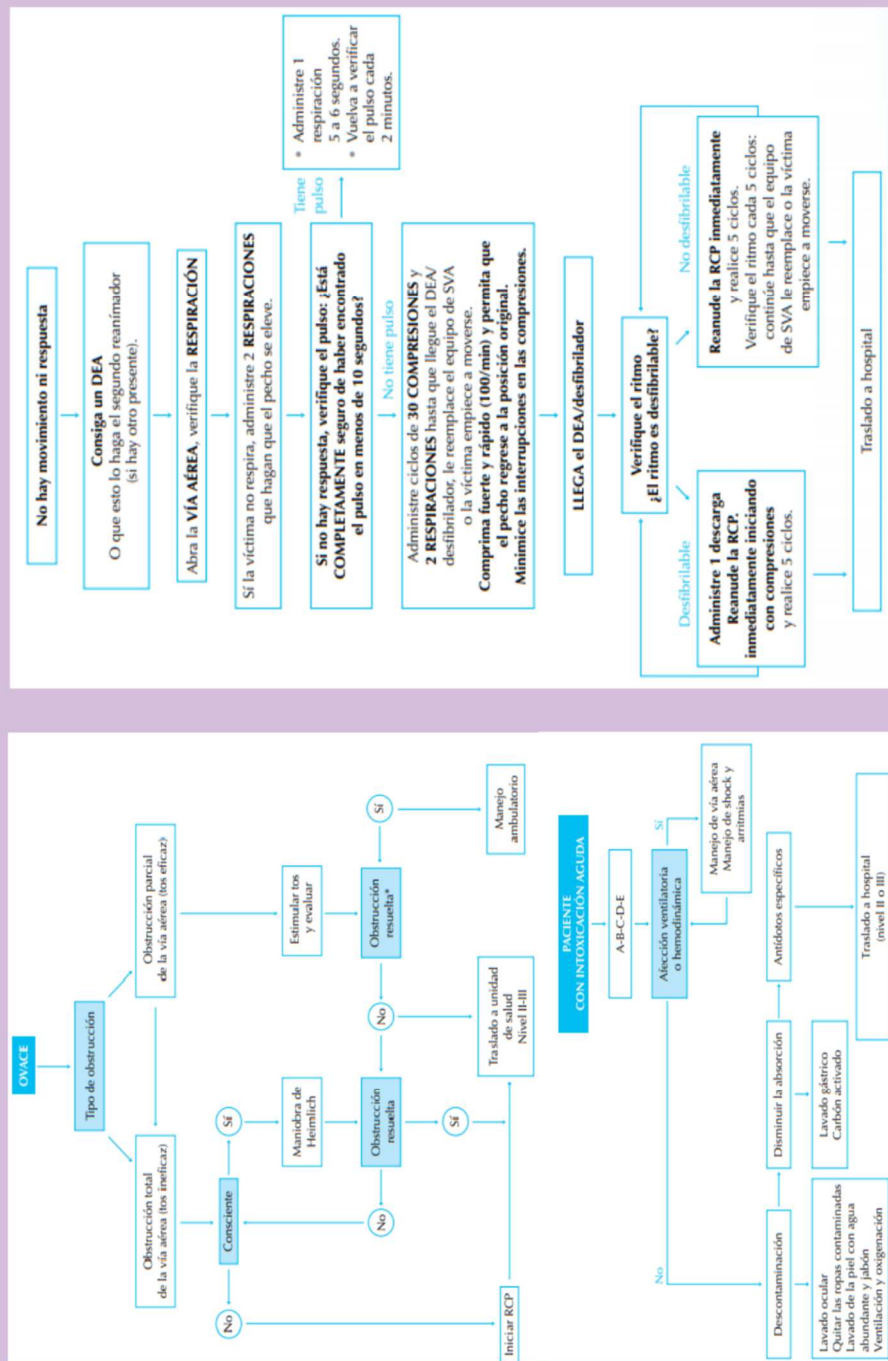 No hay movimiento ni respuesta
Consiga un DEA
O que esto lo haga el segundo reanimador
(si hay otro presente).
Abra la VÍA AÉREA, verifique la RESPIRACIÓN
Sí la víctima no respira, administre 2 RESPIRACIONES
que hagan que el pecho se eleve.
Si no hay respuesta, verifique el pulso: ¿Está
COMPLETAMENTE seguro de haber encontrado
el pulso en menos de 10 segundos?
Tiene
pulso
• Administre 1
respiración
5 a 6 segundos.
• Vuelva a verificar
el pulso cada
2 minutos.
No tiene pulso
Administre ciclos de 30 COMPRESIONES y
2 RESPIRACIONES hasta que llegue el DEA/
desfibrilador, le reemplace el equipo de SVA
o la víctima empiece a moverse.
Comprima fuerte y rápido (100/min) y permita que
el pecho regrese a la posición original.
Minimice las interrupciones en las compresiones.
LLEGA el DEA/desfibrilador
Verifique el ritmo
¿El ritmo es desfibrilable?
Desfibrilable
No desfibrilable
Administre 1 descarga
Reanude la RCP.
inmediatamente iniciando
con compresiones
y realice 5 ciclos.
Reanude la RCP inmediatamente
y realice 5 ciclos.
Verifique el ritmo cada 5 ciclos:
continúe hasta que el equipo
de SVA le reemplace o la víctima
empiece a moverse.
Traslado a hospital
OVACE
Tipo de obstrucción
Obstrucción total
de la vía aérea (tos ineficaz)
Obstrucción parcial
de la vía aérea (tos eficaz)
Consciente
Sí
No
Maniobra de
Heimlich
Estimular tos
y evaluar
Obstrucción
resuelta
Obstrucción
resuelta*
No
Sí
No
Sí
Iniciar RCP
Traslado a unidad
de salud
Nivel II-III
Manejo
ambulatorio
PACIENTE
CON INTOXICACIÓN AGUDA
A-B-C-D-E
Afección ventilatoria
o hemodinámica
Sí
No
Manejo de vía aérea
Manejo de shock y
arritmias
Descontaminación
Disminuir la absorción
Antídotos específicos
Lavado ocular
Quitar las ropas contaminadas
Lavado de la piel con agua
abundante y jabón
Ventilación y oxigenación
Lavado gástrico
Carbón activado
Traslado a hospital
(nivel II o III)